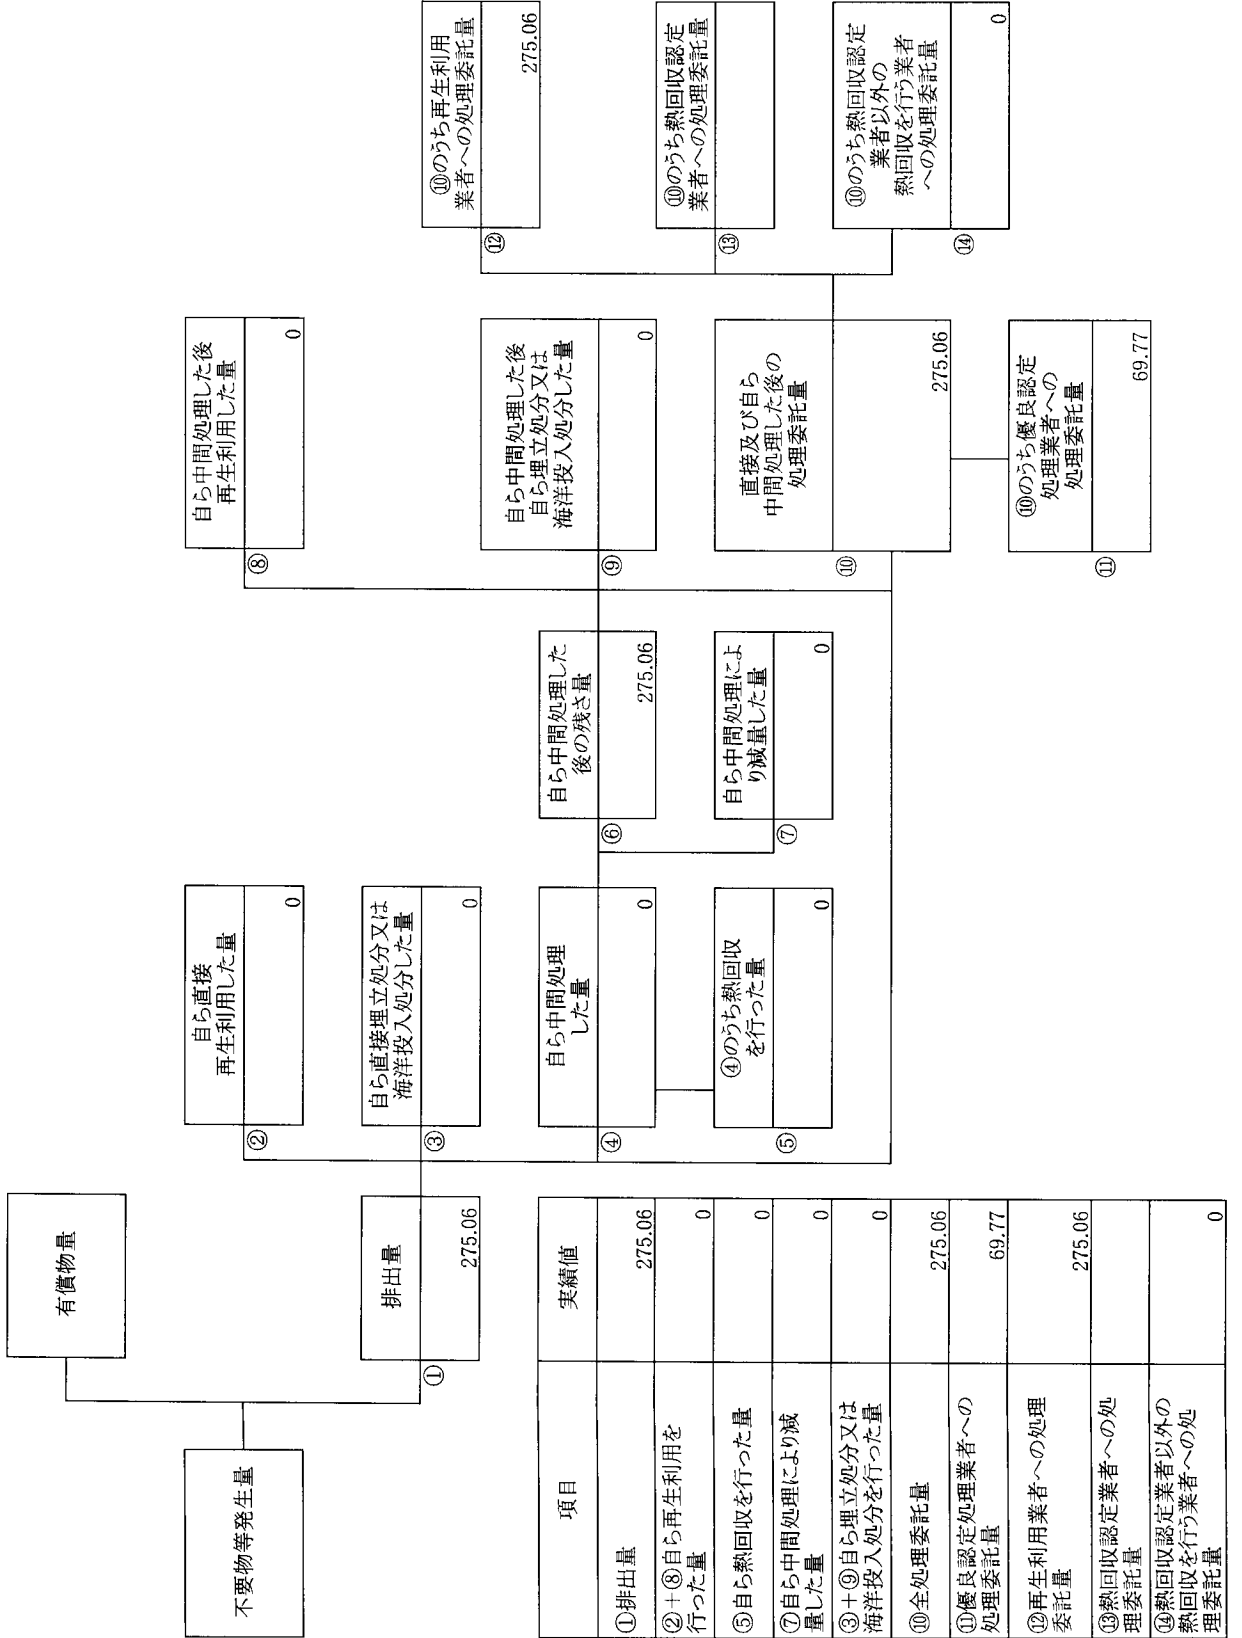 不要物等発生量
有償物量
排出量
①
275.06
自ら直接
再生利用した量
②
0
自ら直接埋立処分又は
海洋投入処分した量
③
0
自ら中間処理
した量
④
0
④のうち熱回収
を行った量
⑤
0
自ら中間処理した
後の残さ量
⑥
275.06
自ら中間処理によ
り減量した量
⑦
0
自ら中間処理した後
再生利用した量
⑧
0
自ら中間処理した後
自ら埋立処分又は
海洋投入処分した量
⑨
0
直接及び自ら
中間処理した後の
処理委託量
⑩
275.06
⑩のうち優良認定
処理業者への
処理委託量
⑪
69.77
⑩のうち再生利用
業者への処理委託量
⑫
275.06
⑩のうち熱回収認定
業者への処理委託量
⑬
⑩のうち熱回収認定
業者以外の
熱回収を行う業者
への処理委託量
⑭
0
項目 実績値
①排出量 275.06
②+⑧自ら再生利用を
行った量 0
⑤自ら熱回収を行った量 0
⑦自ら中間処理により減
量した量 0
③+⑨自ら埋立処分又は
海洋投入処分を行った量 0
⑩全処理委託量 275.06
⑪優良認定処理業者への
処理委託量 69.77
⑫再生利用業者への処理
委託量 275.06
⑬熱回収認定業者への処
理委託量
⑭熱回収認定業者以外の
熱回収を行う業者への処
理委託量 0